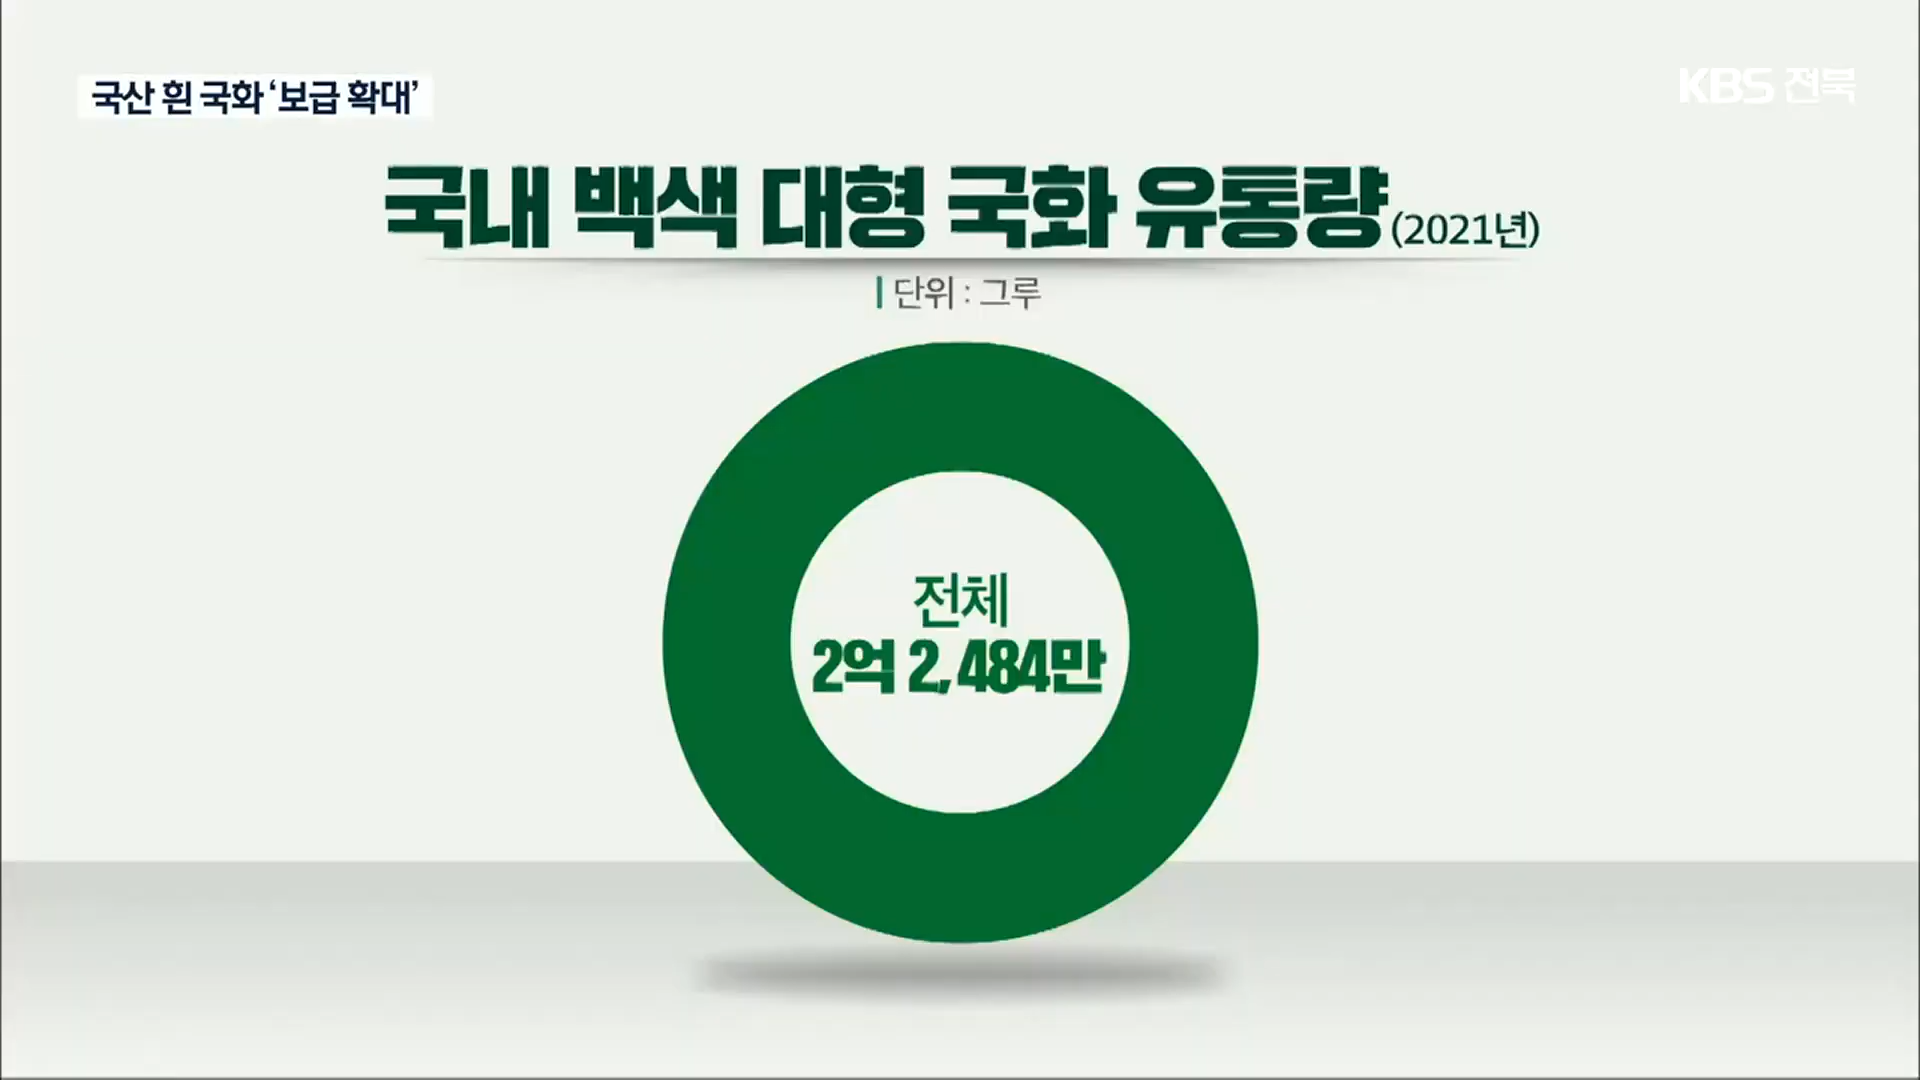 국산 흰 국화 ‘보급 확대’
KBS 전북
국내 백색 대형 국화 유통량(2021년)
단위 : 그루
전체
2억 2,484만